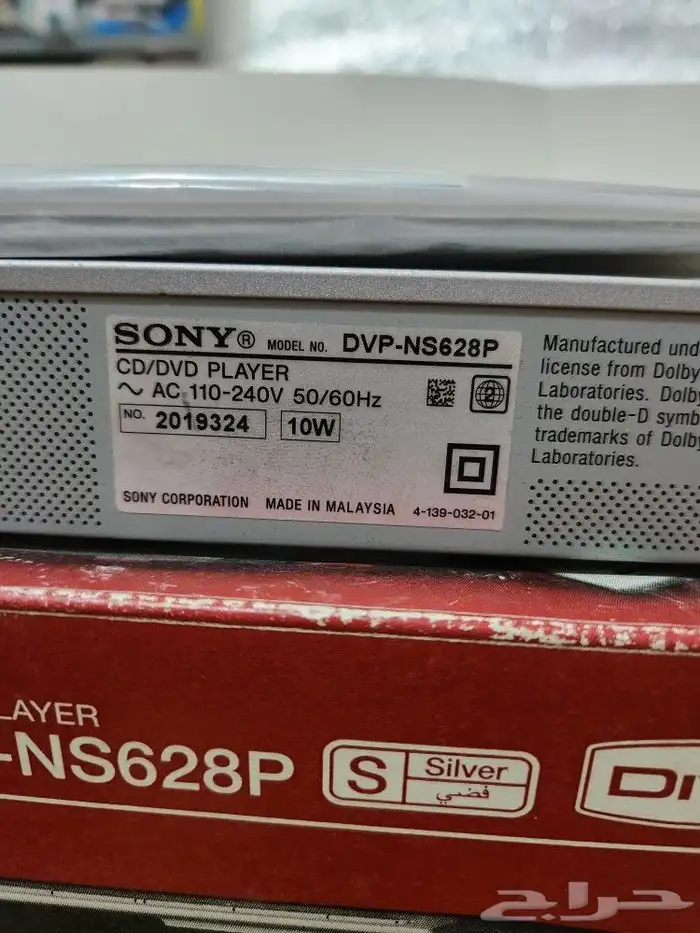 SONY® MODEL NO. DVP-NS628P
CD/DVD PLAYER
~ AC 110-240V 50/60Hz
2
NO. 2019324 10W
SONY CORPORATION MADE IN MALAYSIA 4-139-032-01
Manufactured und
license from Dolby
Laboratories. Dolby
the double-D symb
trademarks of Dolby
Laboratories.
LAYER
-NS628P
S Silver
فضي
DI
حراج